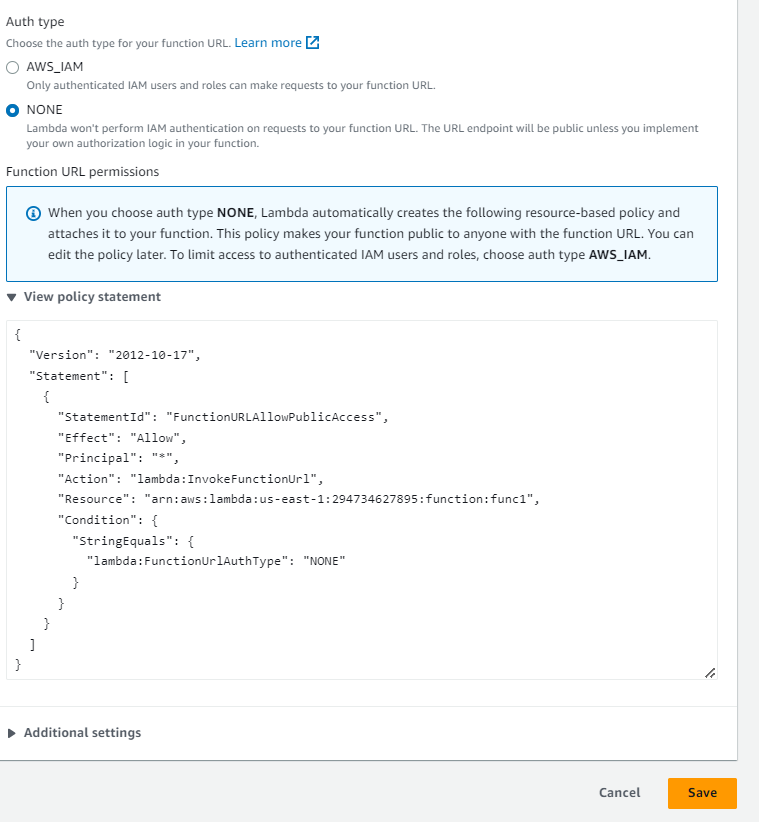 Auth type
Choose the auth type for your function URL. Learn more
AWS_IAM
Only authenticated IAM users and roles can make requests to your function URL.
NONE
Lambda won't perform IAM authentication on requests to your function URL. The URL endpoint will be public unless you implement
your own authorization logic in your function.
Function URL permissions
When you choose auth type NONE, Lambda automatically creates the following resource-based policy and
attaches it to your function. This policy makes your function public to anyone with the function URL. You can
edit the policy later. To limit access to authenticated IAM users and roles, choose auth type AWS_IAM.
View policy statement
{
  "Version": "2012-10-17",
  "Statement": [
    {
      "StatementId": "FunctionURLAllowPublicAccess",
      "Effect": "Allow",
      "Principal": "*",
      "Action": "lambda:InvokeFunctionUrl",
      "Resource": "arn:aws:lambda:us-east-1:294734627895:function:func1",
      "Condition": {
        "StringEquals": {
          "lambda:FunctionUrlAuthType": "NONE"
        }
      }
    }
  ]
}
Additional settings
Cancel Save